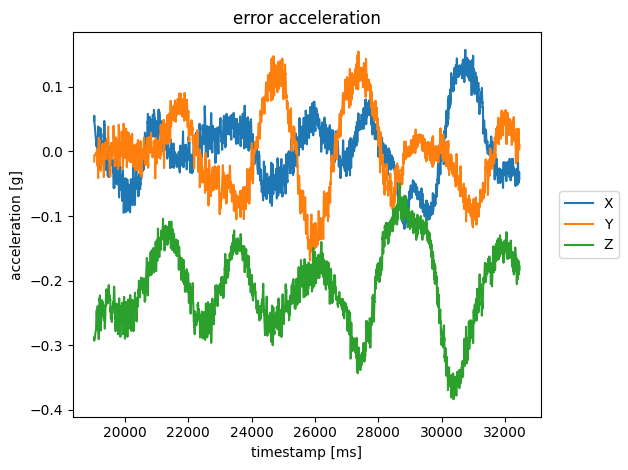 error acceleration
acceleration [g]
0.1
0.0
−0.1
−0.2
−0.3
−0.4
20000 22000 24000 26000 28000 30000 32000
timestamp [ms]
X
Y
Z